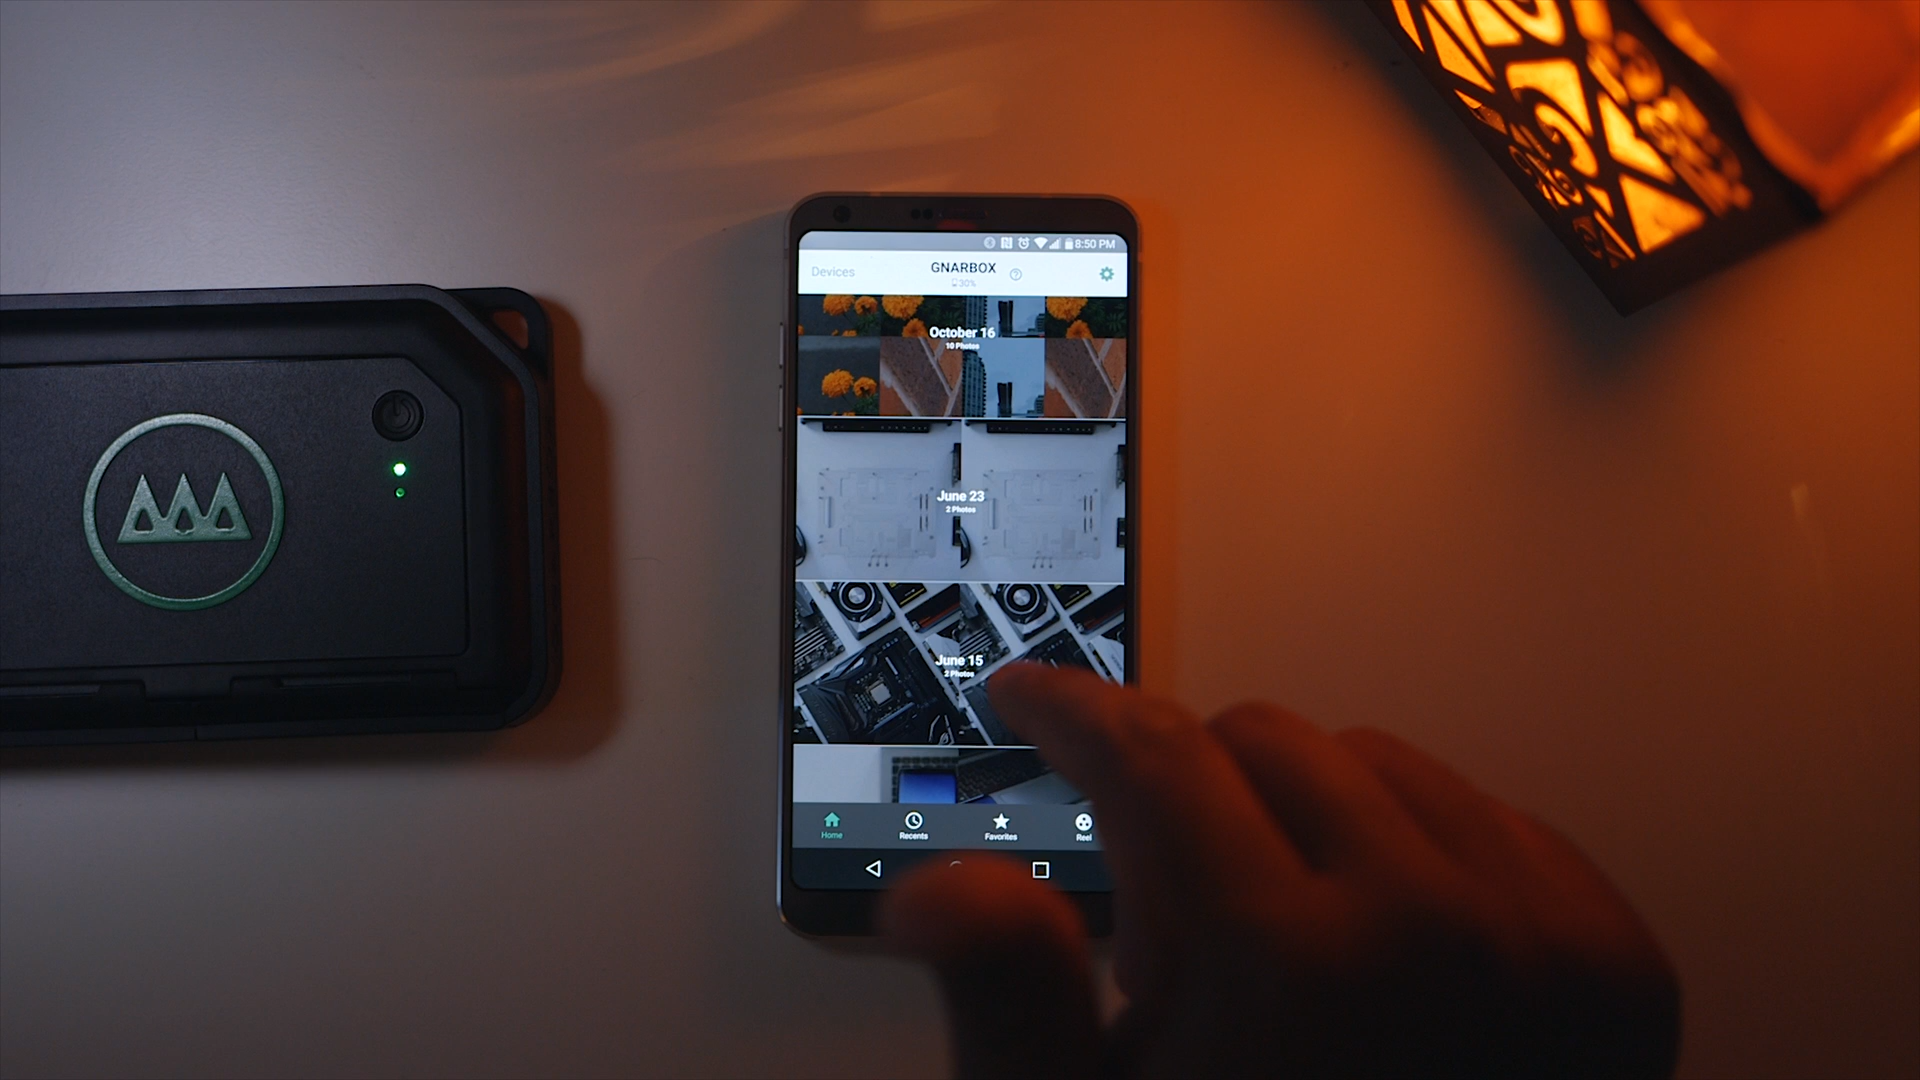 8:50 PM
Devices
GNARBOX
30%
October 16
10 Photos
June 23
2 Photos
June 15
2 Photos
Home
Recents
Favorites
Reel